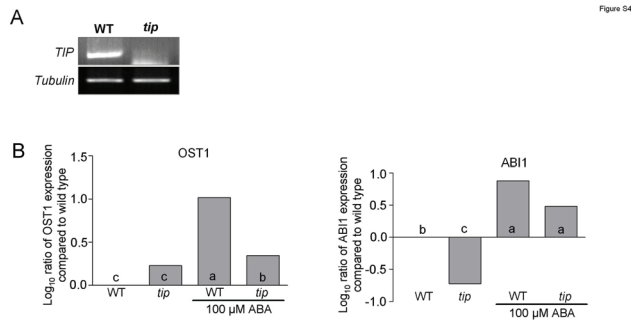 Figure S4
A
WT tip
TIP
Tubulin
B
OST1
Log10 ratio of OST1 expression
compared to wild type
1.5
1.0
0.5
0.0
c c a b
WT tip WT tip
100 µM ABA
ABI1
Log10 ratio of ABI1 expression
compared to wild type
1.0
0.5
0.0
-0.5
-1.0
b c a a
WT tip WT tip
100 µM ABA